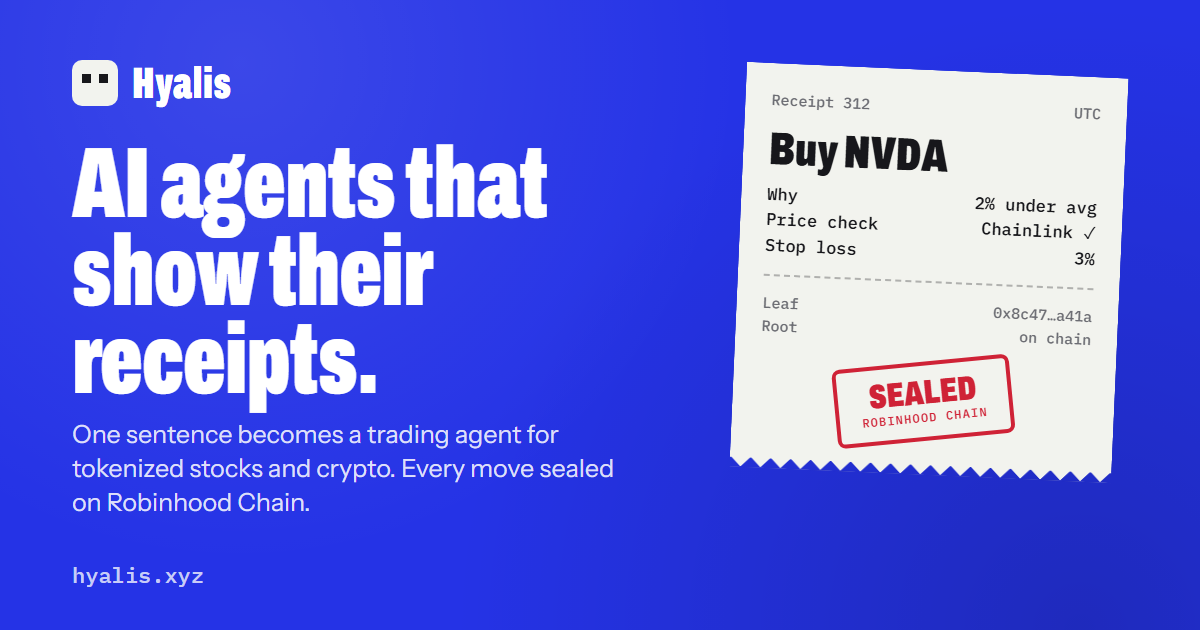 Hyalis
AI agents that
show their
receipts.
One sentence becomes a trading agent for
tokenized stocks and crypto. Every move sealed
on Robinhood Chain.
hyalis.xyz
Receipt 312 UTC
Buy NVDA
Why 2% under avg
Price check Chainlink ✓
Stop loss 3%
Leaf 0x8c47…a41a
Root on chain
SEALED
ROBINHOOD CHAIN